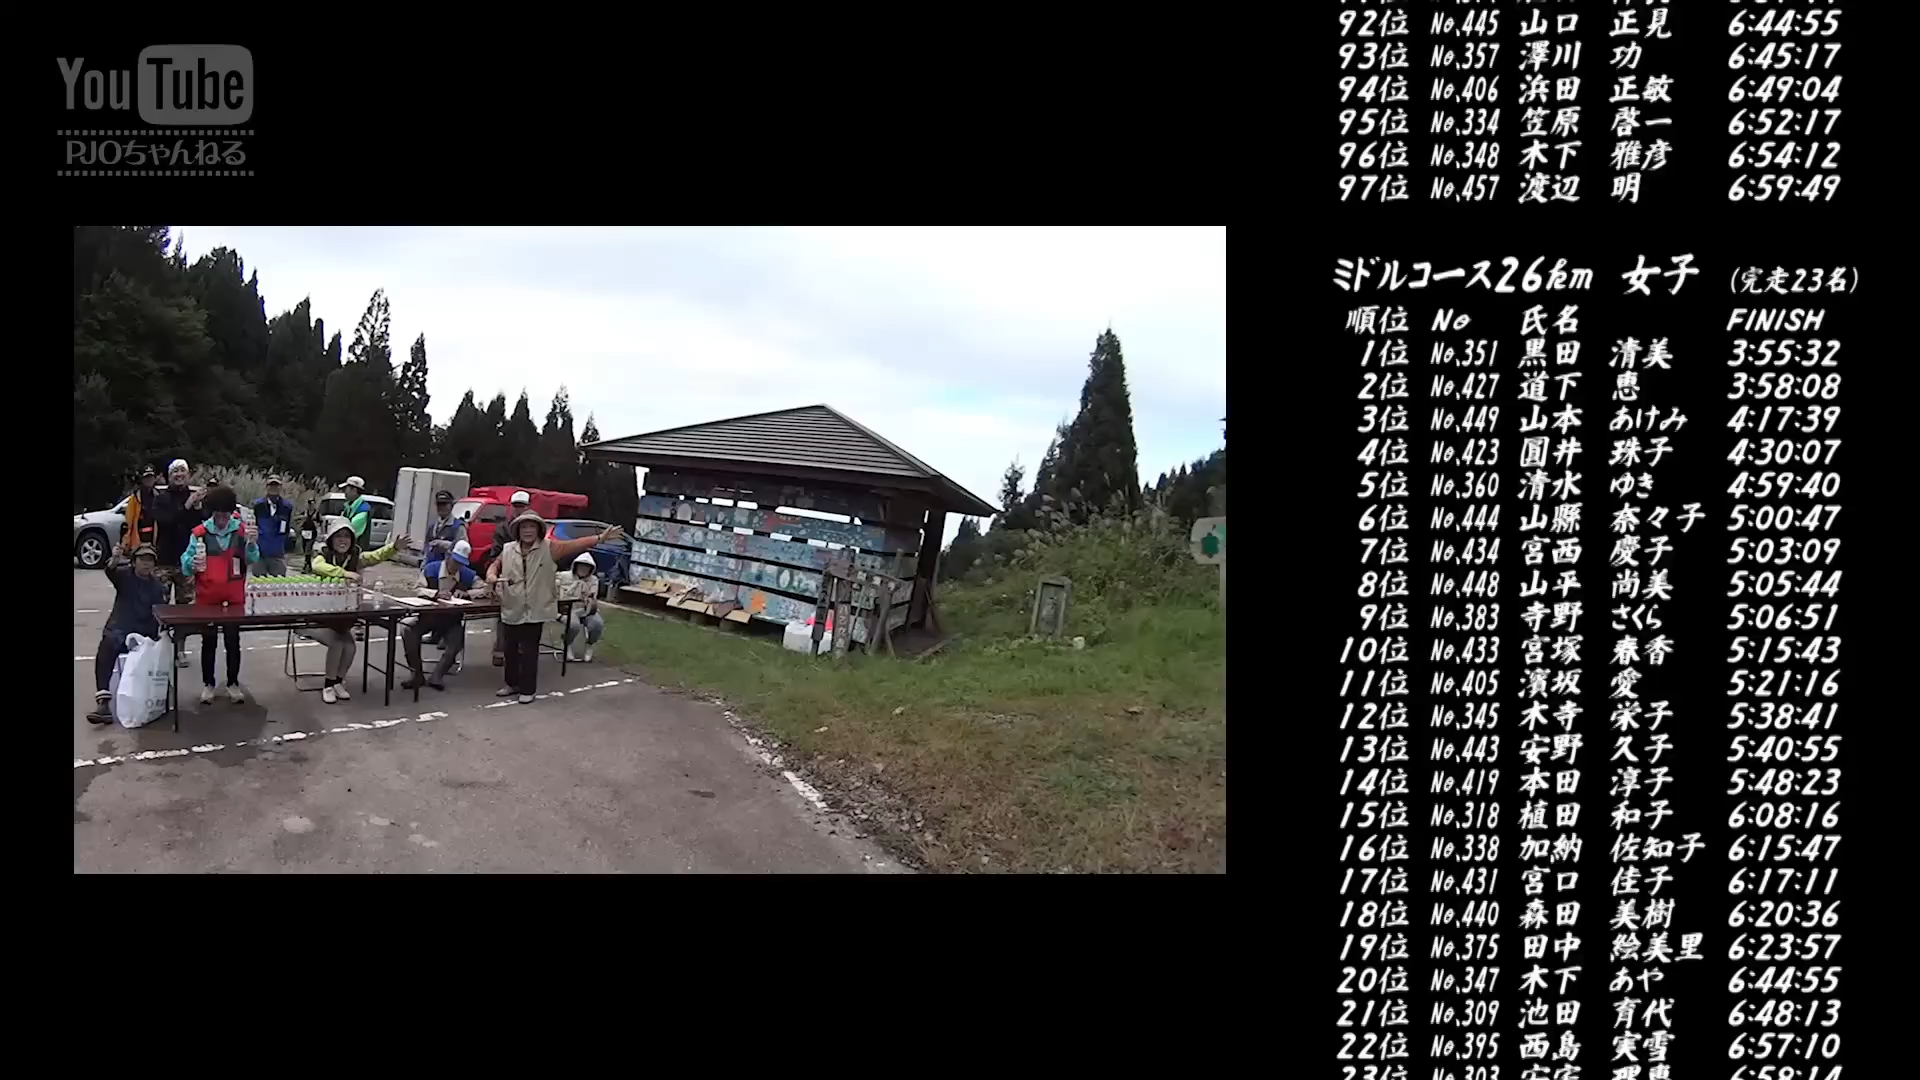 YouTube
PJOちゃんねる
92位 No.445 山口 正見 6:44:55
93位 No.357 澤川 功 6:45:17
94位 No.406 浜田 正敏 6:49:04
95位 No.334 笠原 啓一 6:52:17
96位 No.348 木下 雅彦 6:54:12
97位 No.457 渡辺 明 6:59:49
ミドルコース26km 女子 (完走23名)
順位 No 氏名 FINISH
1位 No.351 黒田 清美 3:55:32
2位 No.427 道下 恵 3:58:08
3位 No.449 山本 あけみ 4:17:39
4位 No.423 圓井 珠子 4:30:07
5位 No.360 清水 ゆき 4:59:40
6位 No.444 山縣 奈々子 5:00:47
7位 No.434 宮西 慶子 5:03:09
8位 No.448 山平 尚美 5:05:44
9位 No.383 寺野 さくら 5:06:51
10位 No.433 宮塚 春香 5:15:43
11位 No.405 濱坂 愛 5:21:16
12位 No.345 木寺 栄子 5:38:41
13位 No.443 安野 久子 5:40:55
14位 No.419 本田 淳子 5:48:23
15位 No.318 植田 和子 6:08:16
16位 No.338 加納 佐知子 6:15:47
17位 No.431 宮口 佳子 6:17:11
18位 No.440 森田 美樹 6:20:36
19位 No.375 田中 絵美里 6:23:57
20位 No.347 木下 あや 6:44:55
21位 No.309 池田 育代 6:48:13
22位 No.395 西島 実雪 6:57:10
23位 No.303 6:58:14